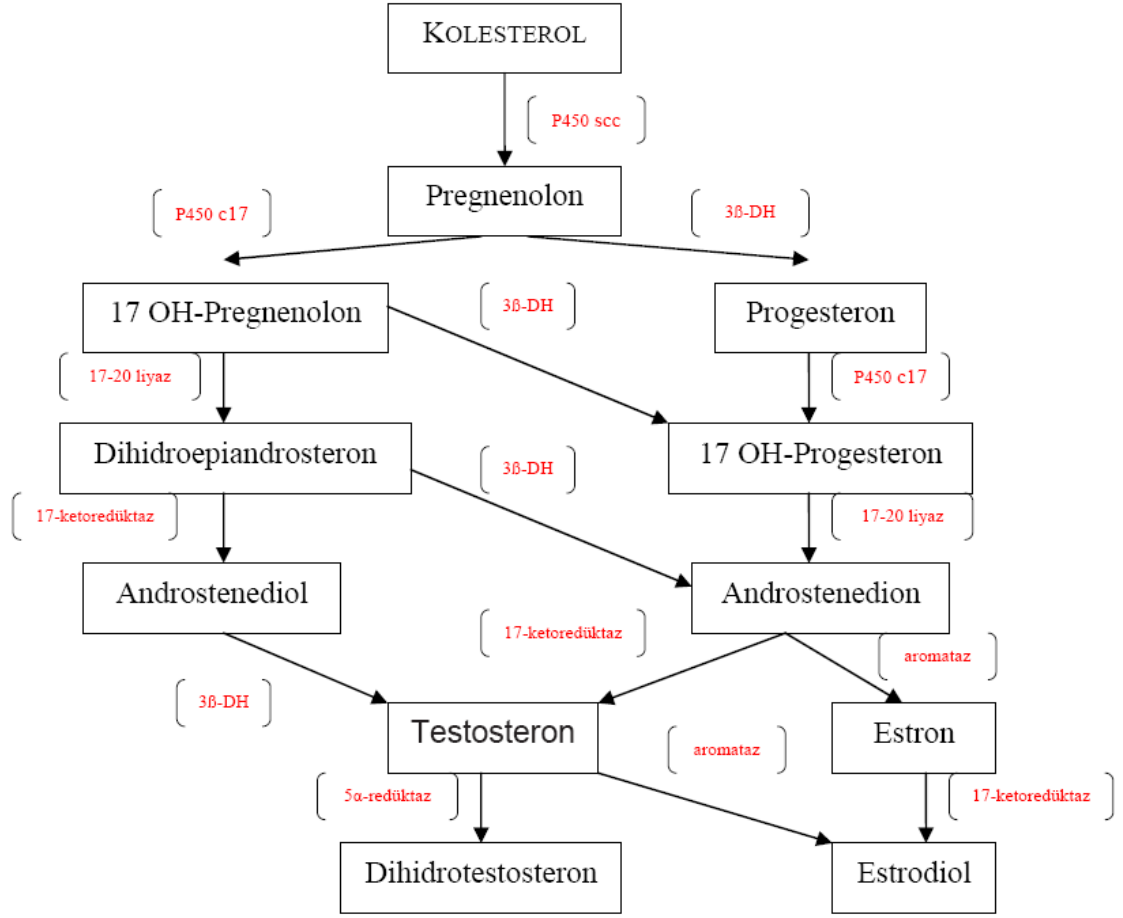 KOLESTEROL
P450 scc
Pregnenolon
P450 c17
3ß-DH
17 OH-Pregnenolon
3ß-DH
Progesteron
17-20 liyaz
P450 c17
Dihidroepiandrosteron
3ß-DH
17 OH-Progesteron
17-ketoredüktaz
17-20 liyaz
Androstenediol
Androstenedion
17-ketoredüktaz
aromataz
3ß-DH
Testosteron
aromataz
Estron
5α-redüktaz
17-ketoredüktaz
Dihidrotestosteron
Estrodiol